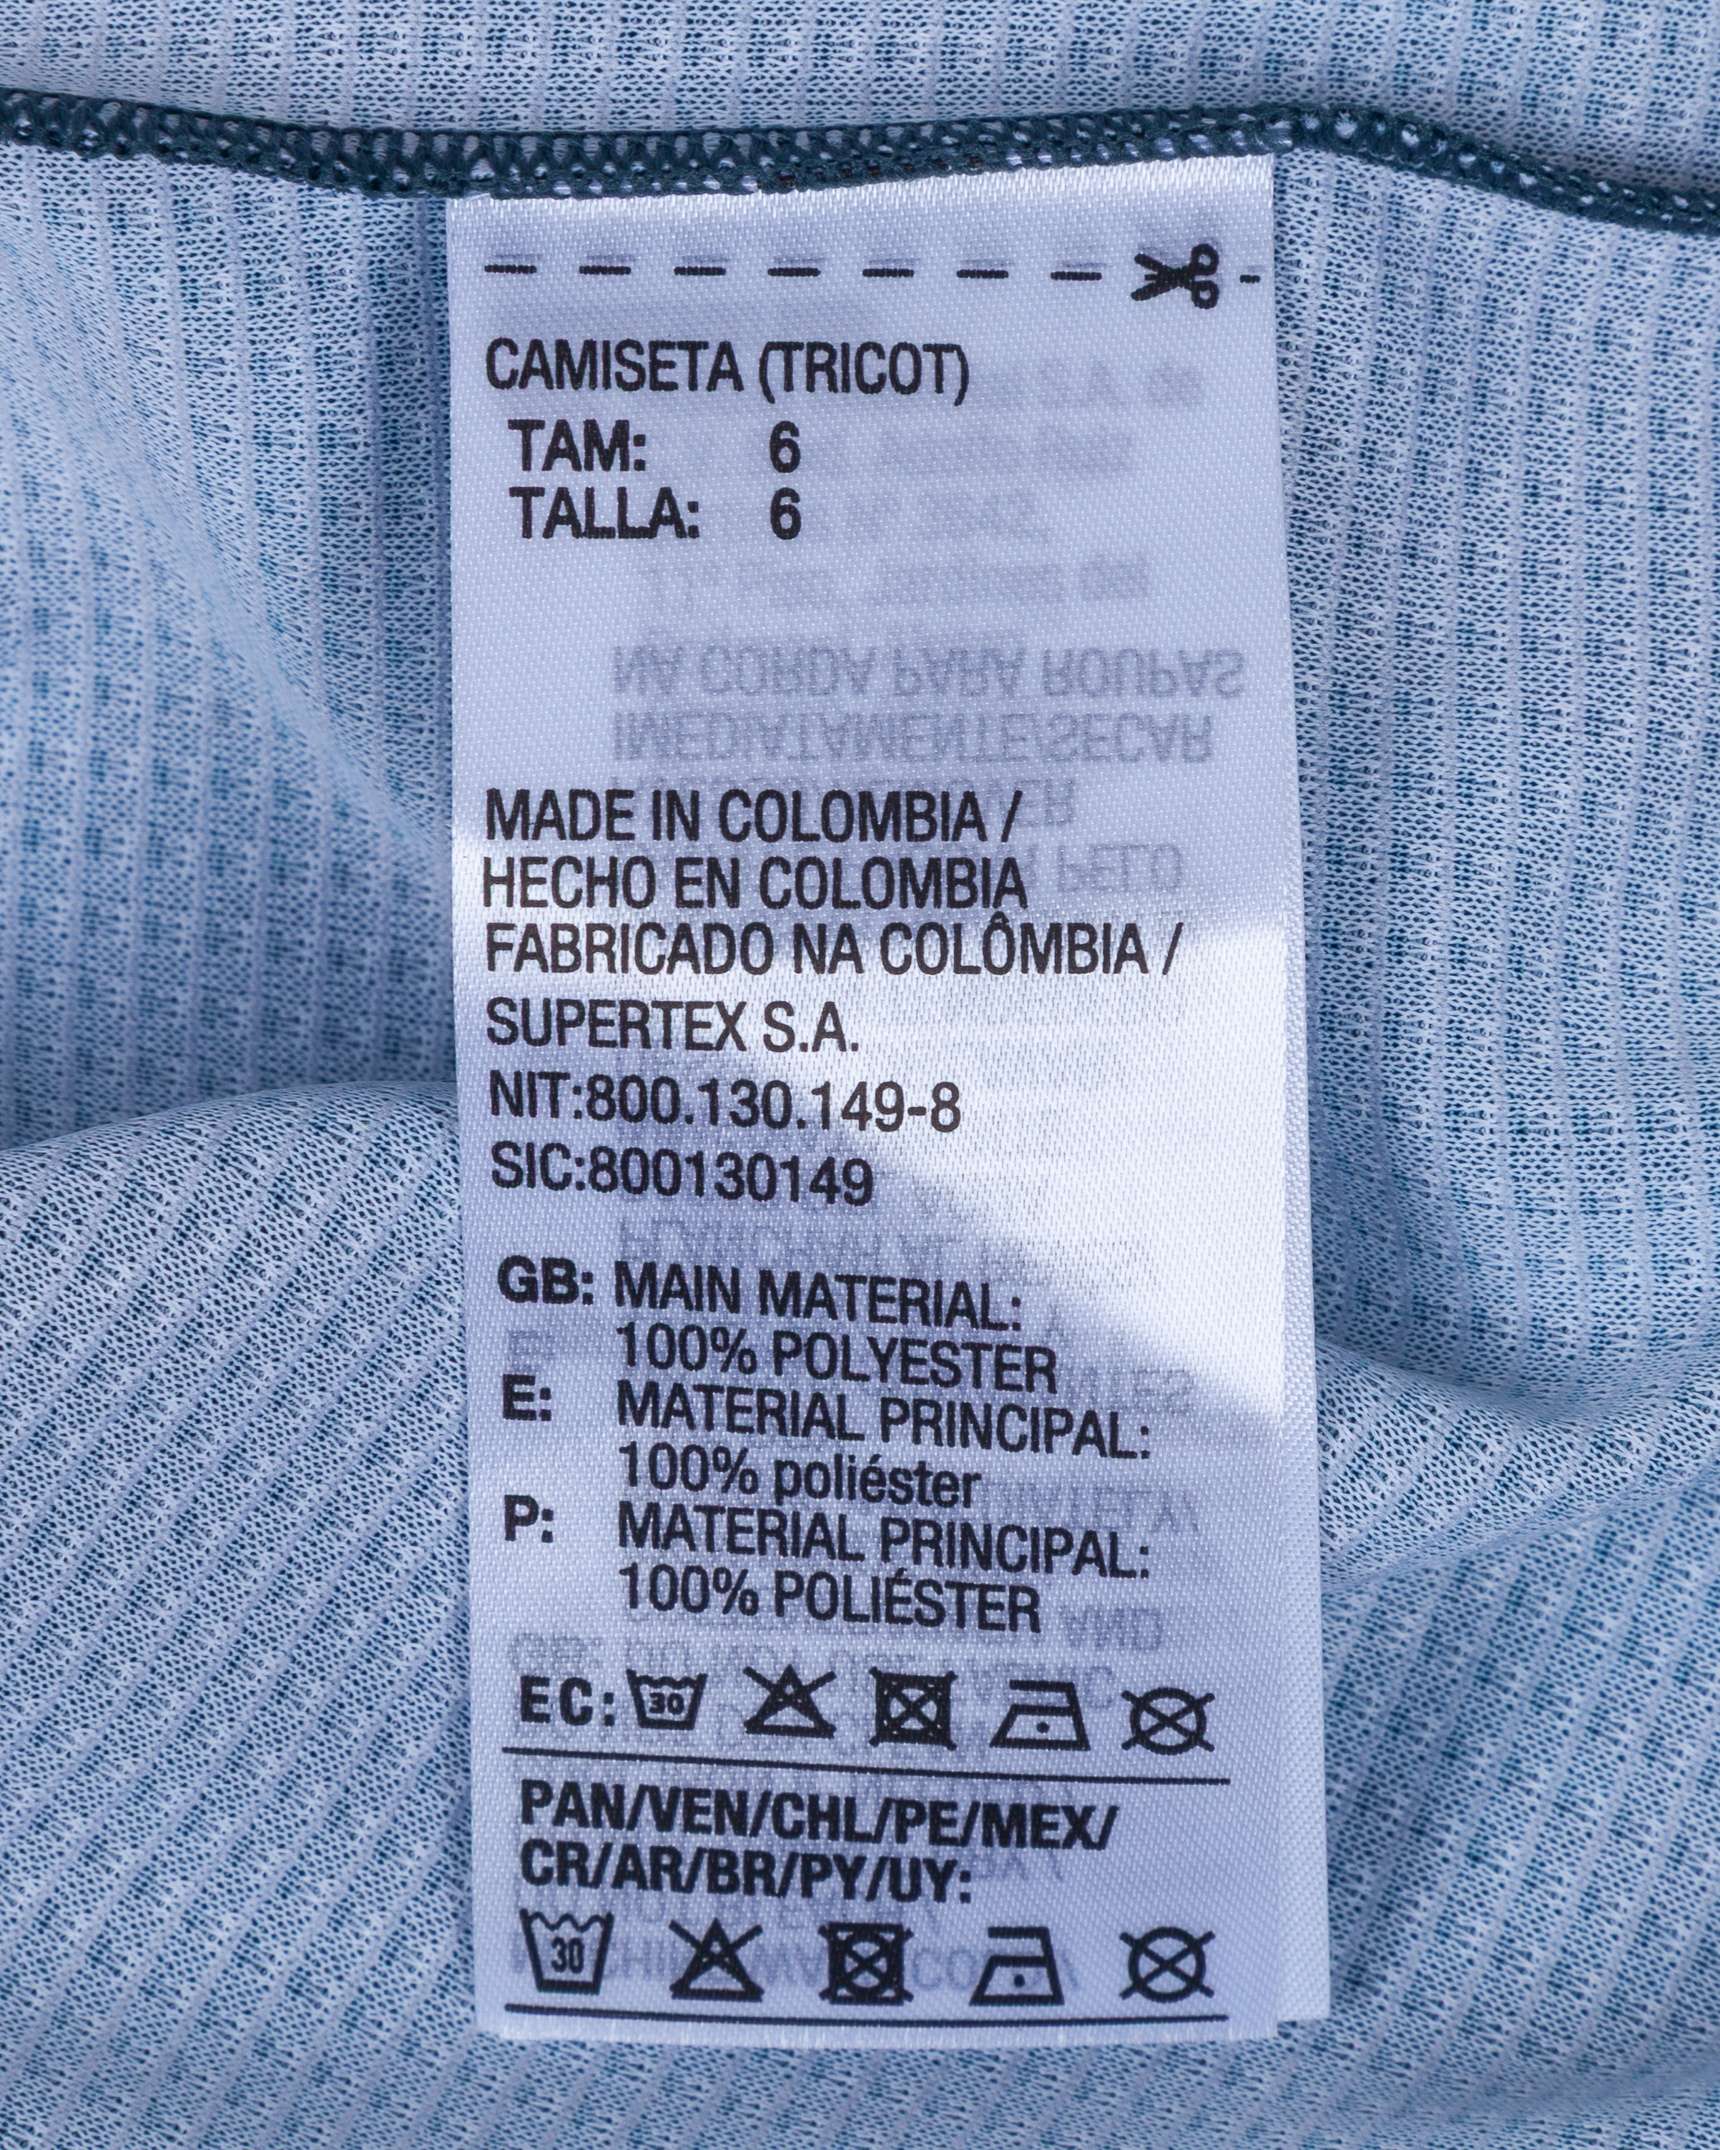 CAMISETA (TRICOT)
TAM: 6
TALLA: 6
MADE IN COLOMBIA /
HECHO EN COLOMBIA
FABRICADO NA COLÔMBIA /
SUPERTEX S.A.
NIT:800.130.149-8
SIC:800130149
GB: MAIN MATERIAL:
100% POLYESTER
E: MATERIAL PRINCIPAL:
100% poliéster
P: MATERIAL PRINCIPAL:
100% POLIÉSTER
EC: 30
PAN/VEN/CHL/PE/MEX/
CR/AR/BR/PY/UY:
30